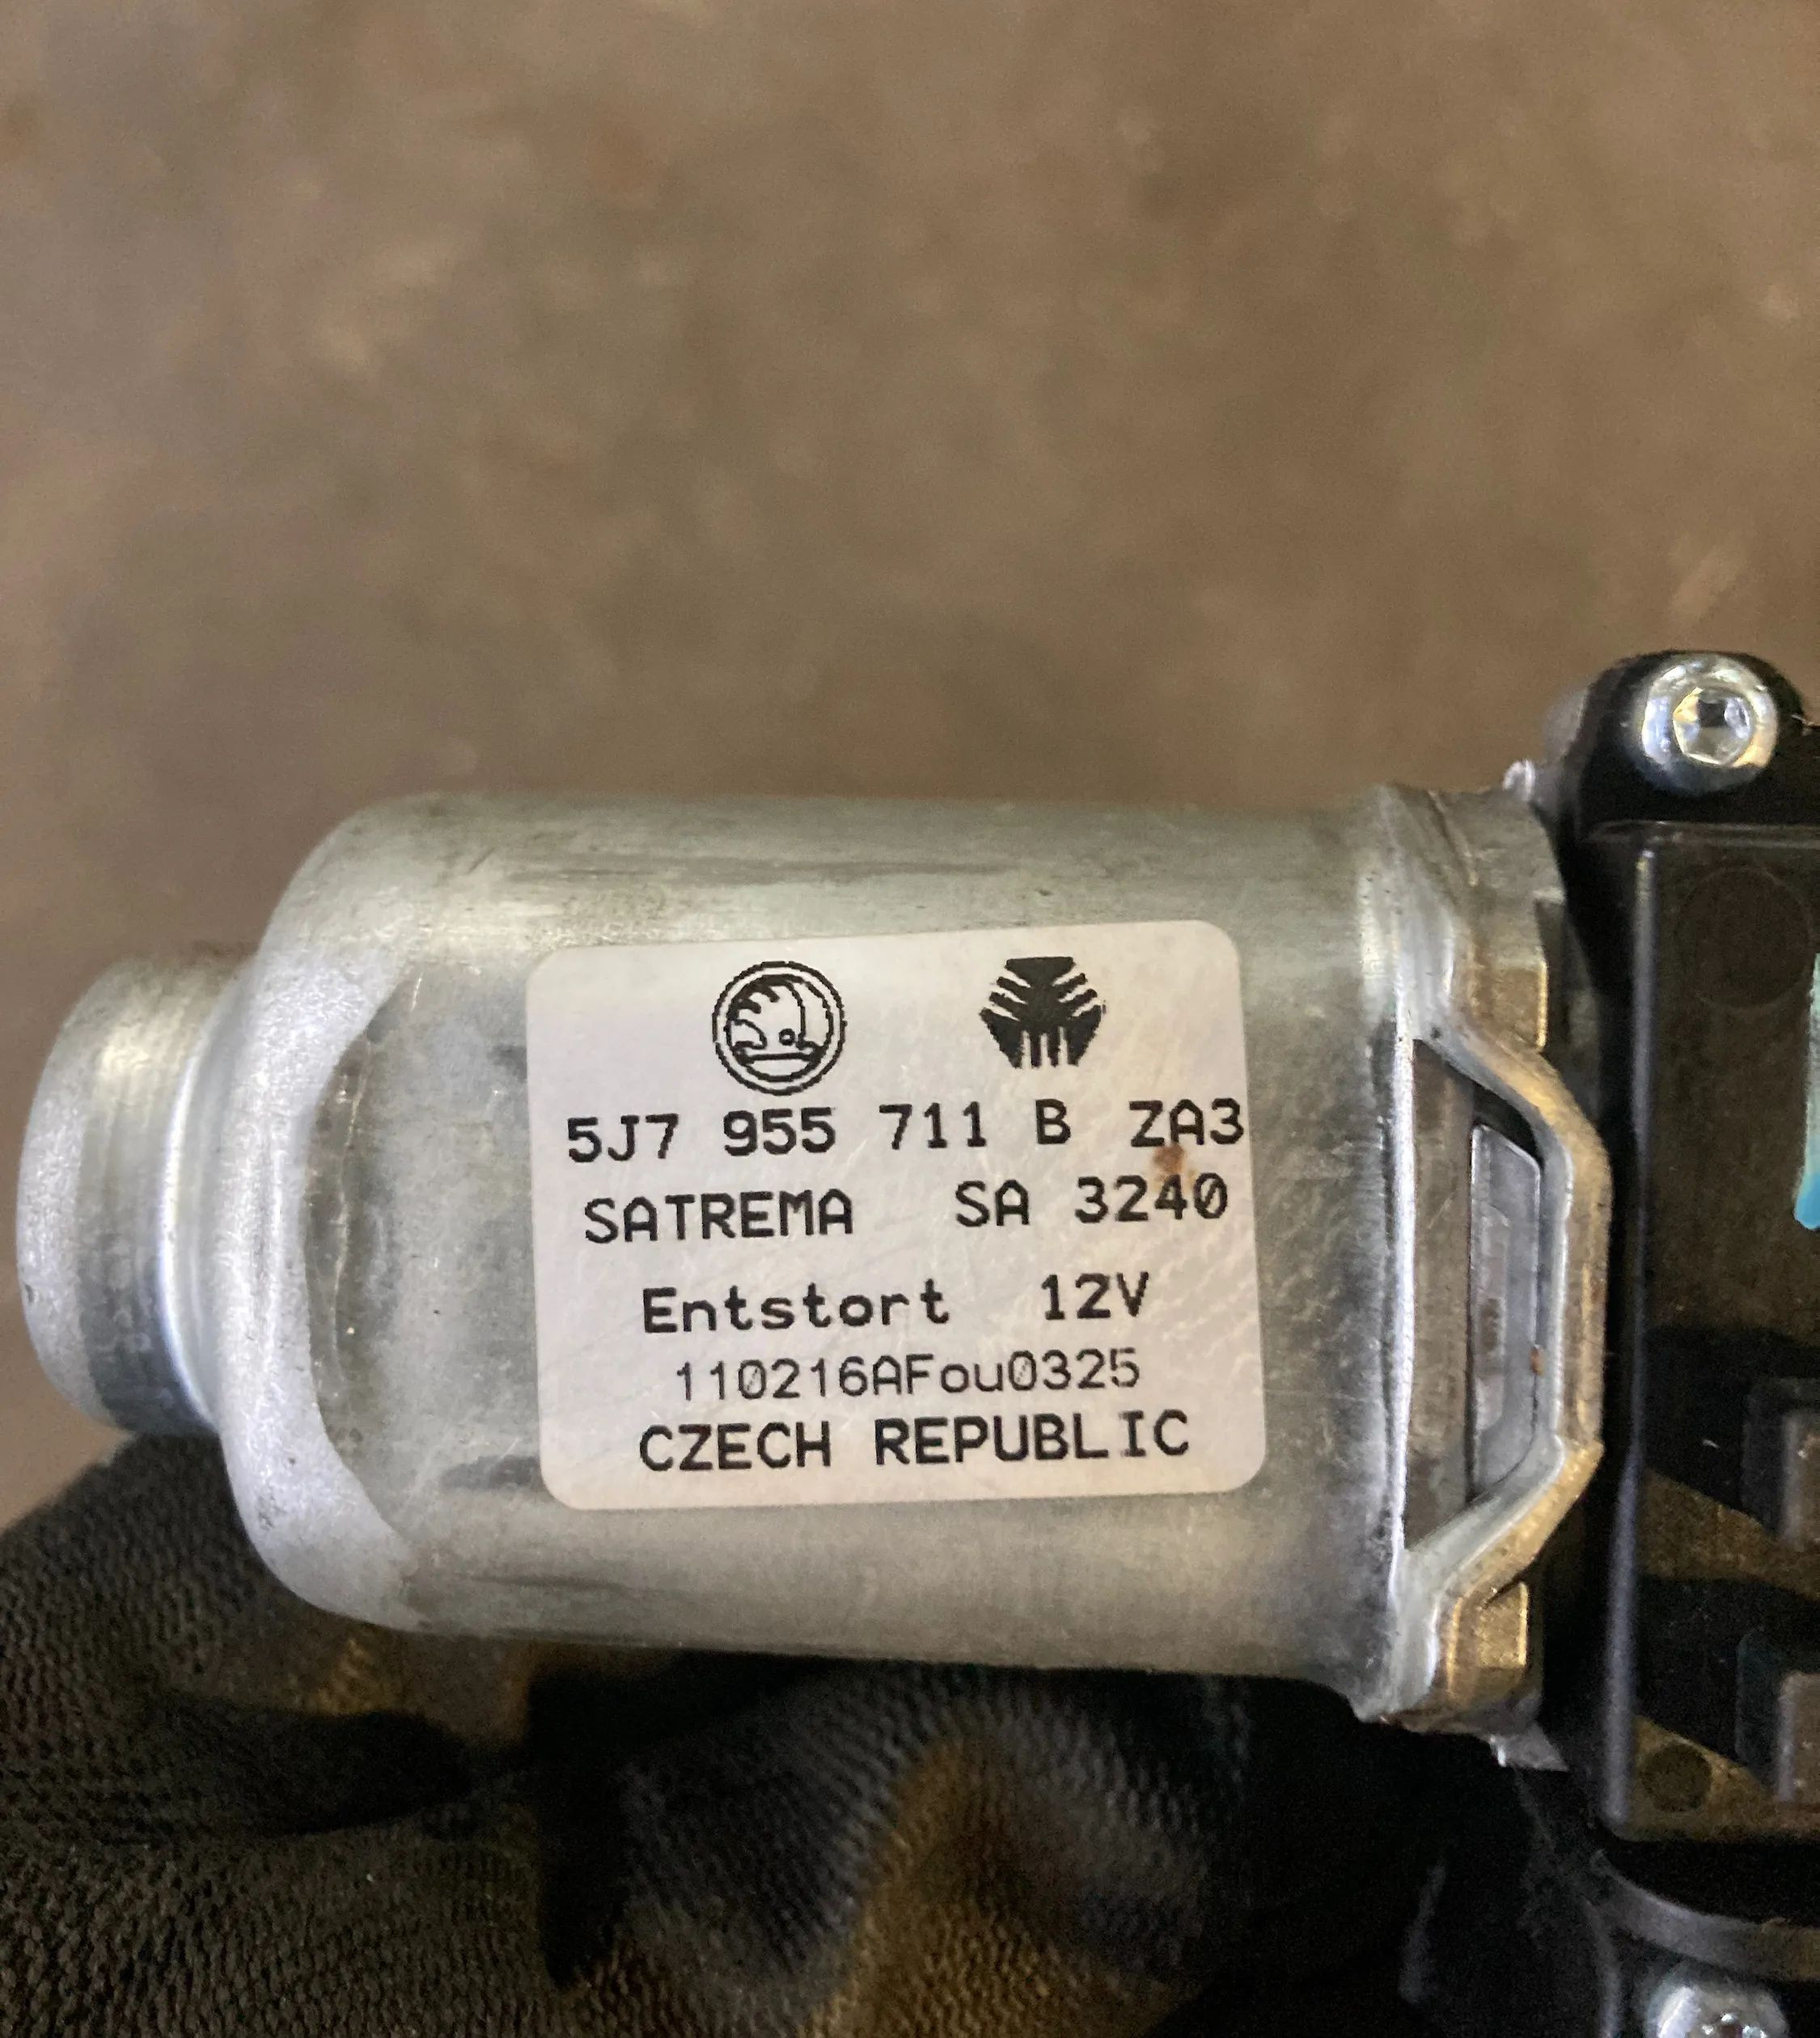 5J7 955 711 B ZA3
SATREMA SA 3240
Entstort 12V
110216AFou0325
CZECH REPUBLIC